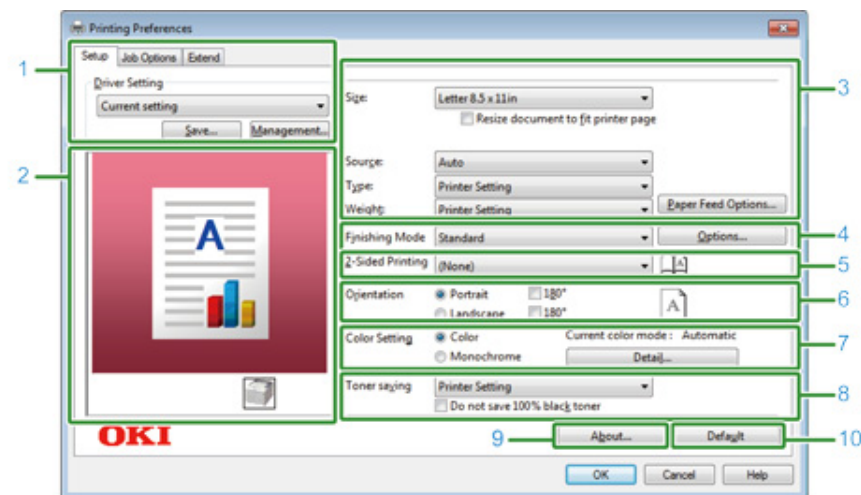 Printing Preferences
Setup Job Options Extend
1
Driver Setting
Current setting
Save... Management...
2
A
OKI
3
Size: Letter 8.5 x 11in
Resize document to fit printer page
Source: Auto
Type: Printer Setting
Weight: Printer Setting Paper Feed Options...
Finishing Mode Standard Options... 4
2-Sided Printing (None) A 5
Orientation Portrait 180° A 6
Landscape 180°
Color Setting Color Current color mode : Automatic 7
Monochrome Detail...
Toner saving Printer Setting 8
Do not save 100% black toner
9 About... Default 10
OK Cancel Help